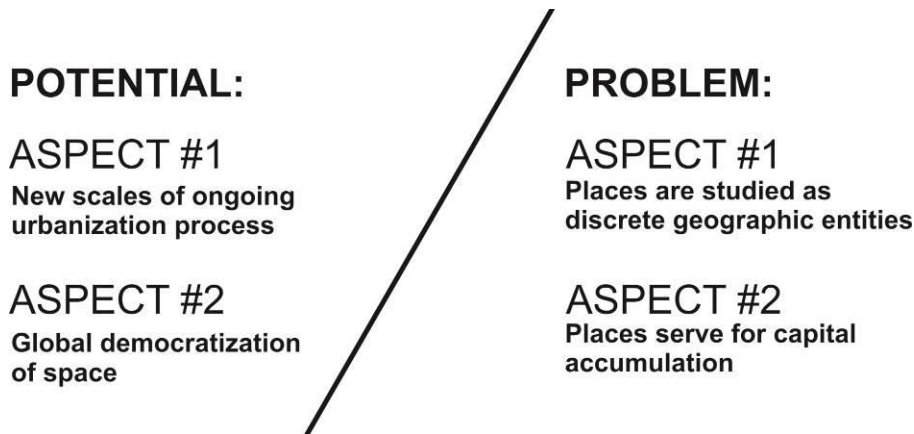 POTENTIAL:
ASPECT #1
New scales of ongoing
urbanization process
ASPECT #2
Global democratization
of space
PROBLEM:
ASPECT #1
Places are studied as
discrete geographic entities
ASPECT #2
Places serve for capital
accumulation